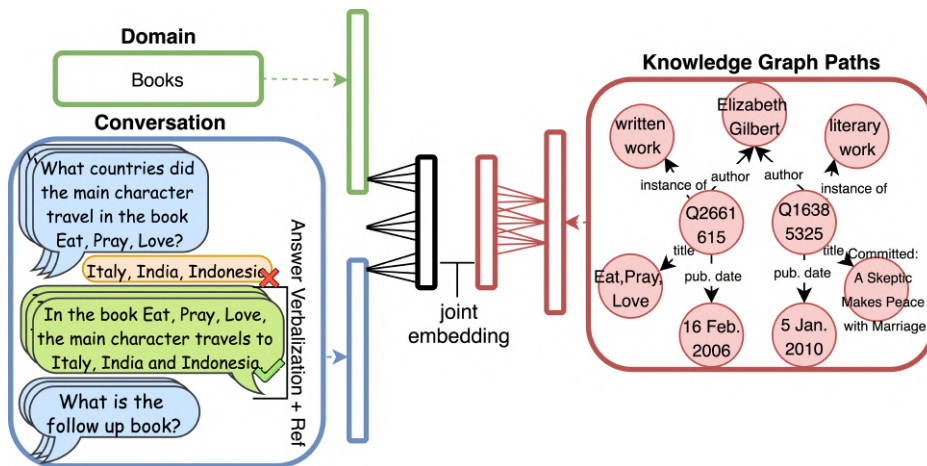 Domain
Books
Conversation
What countries did
the main character
travel in the book
Eat, Pray, Love?
Italy, India, Indonesia
In the book Eat, Pray, Love,
the main character travels to
Italy, India and Indonesia.
What is the
follow up book?
Answer Verbalization + Ref
joint
embedding
Knowledge Graph Paths
written
work
Elizabeth
Gilbert
literary
work
author
author
instance of
instance of
Q2661
615
Q1638
5325
title
title
Eat,Pray,
Love
pub. date
pub. date
Committed:
A Skeptic
Makes Peace
with Marriage
16 Feb.
2006
5 Jan.
2010